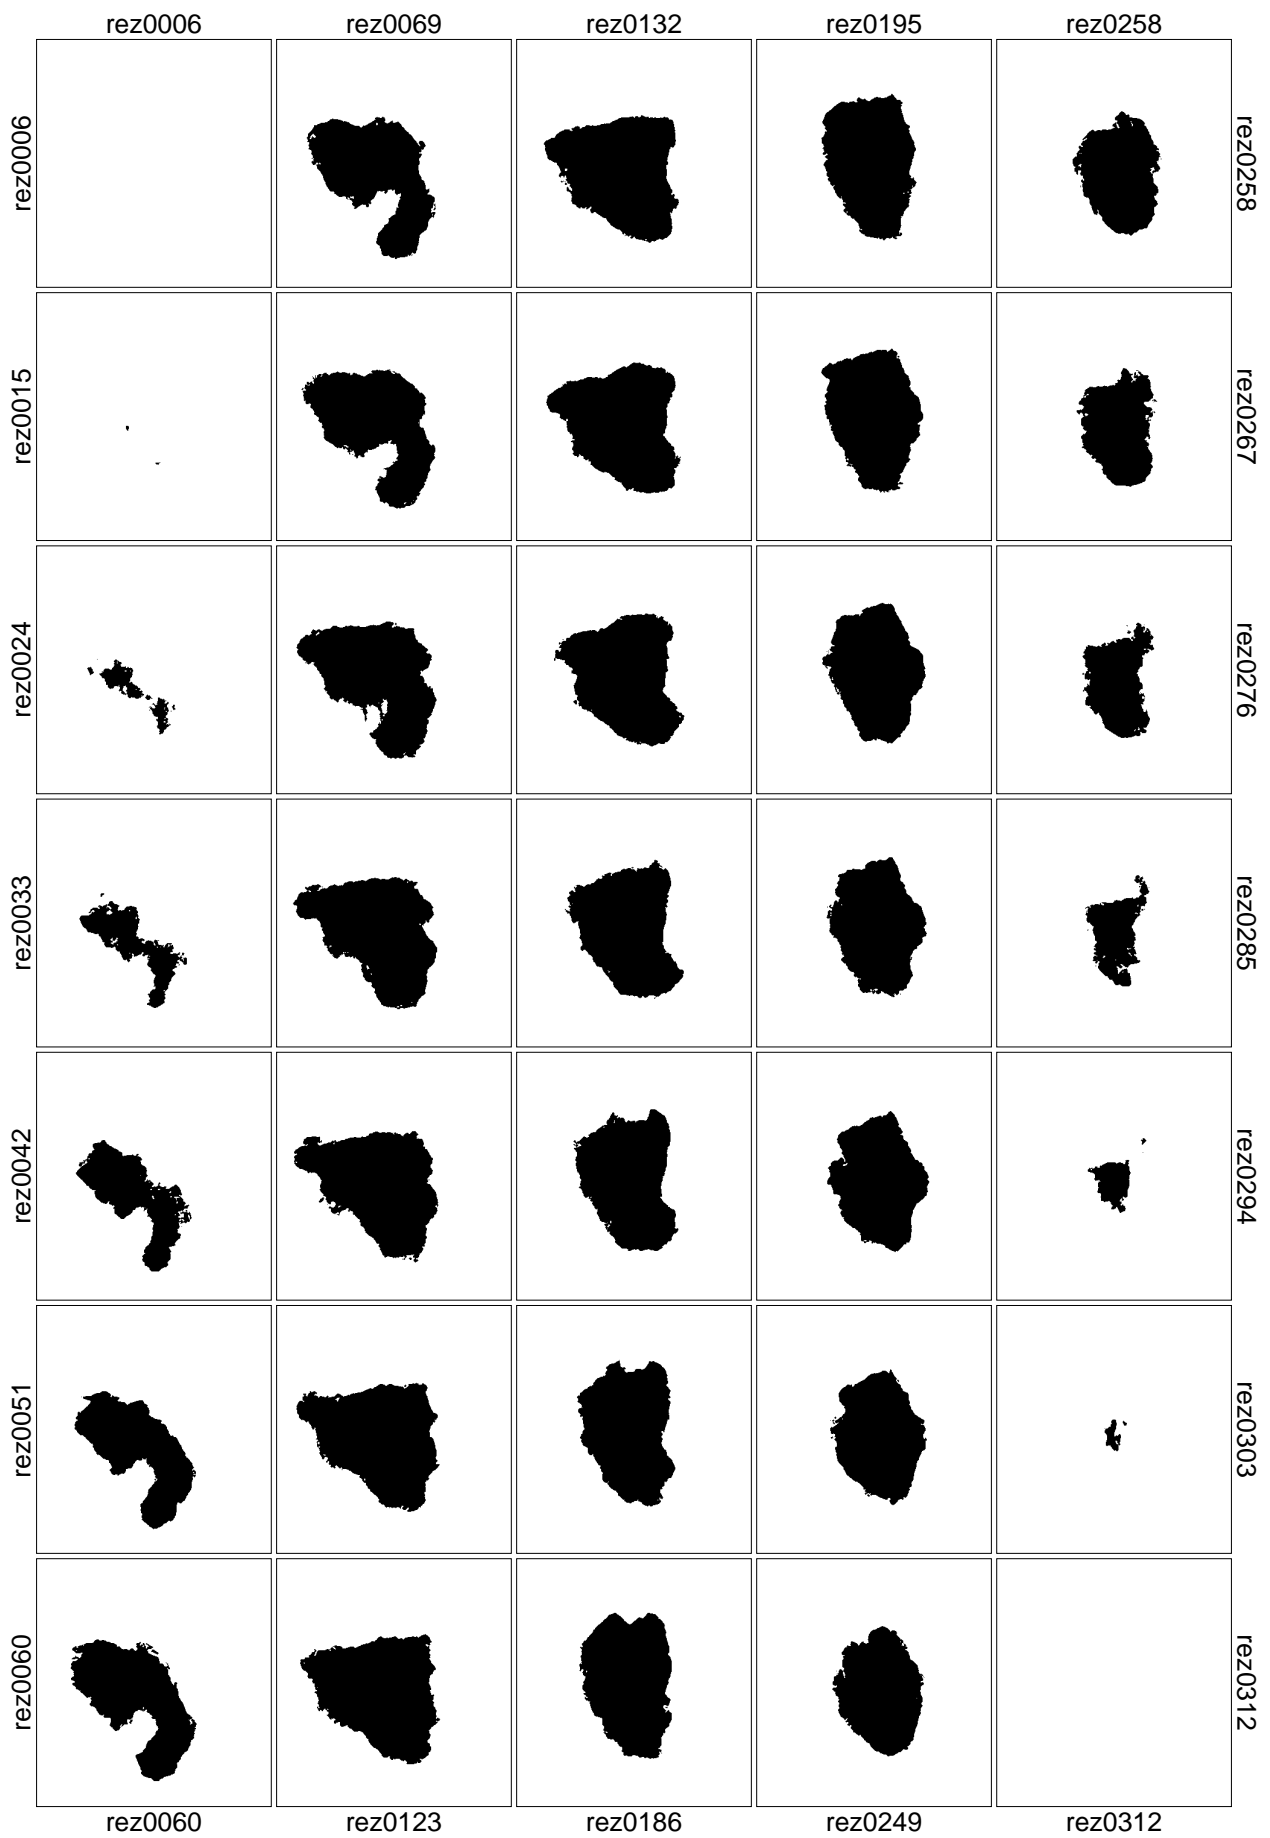 rez0006 rez0069 rez0132 rez0195 rez0258
rez0006 rez0258
rez0015 rez0267
rez0024 rez0276
rez0033 rez0285
rez0042 rez0294
rez0051 rez0303
rez0060 rez0312
rez0060 rez0123 rez0186 rez0249 rez0312